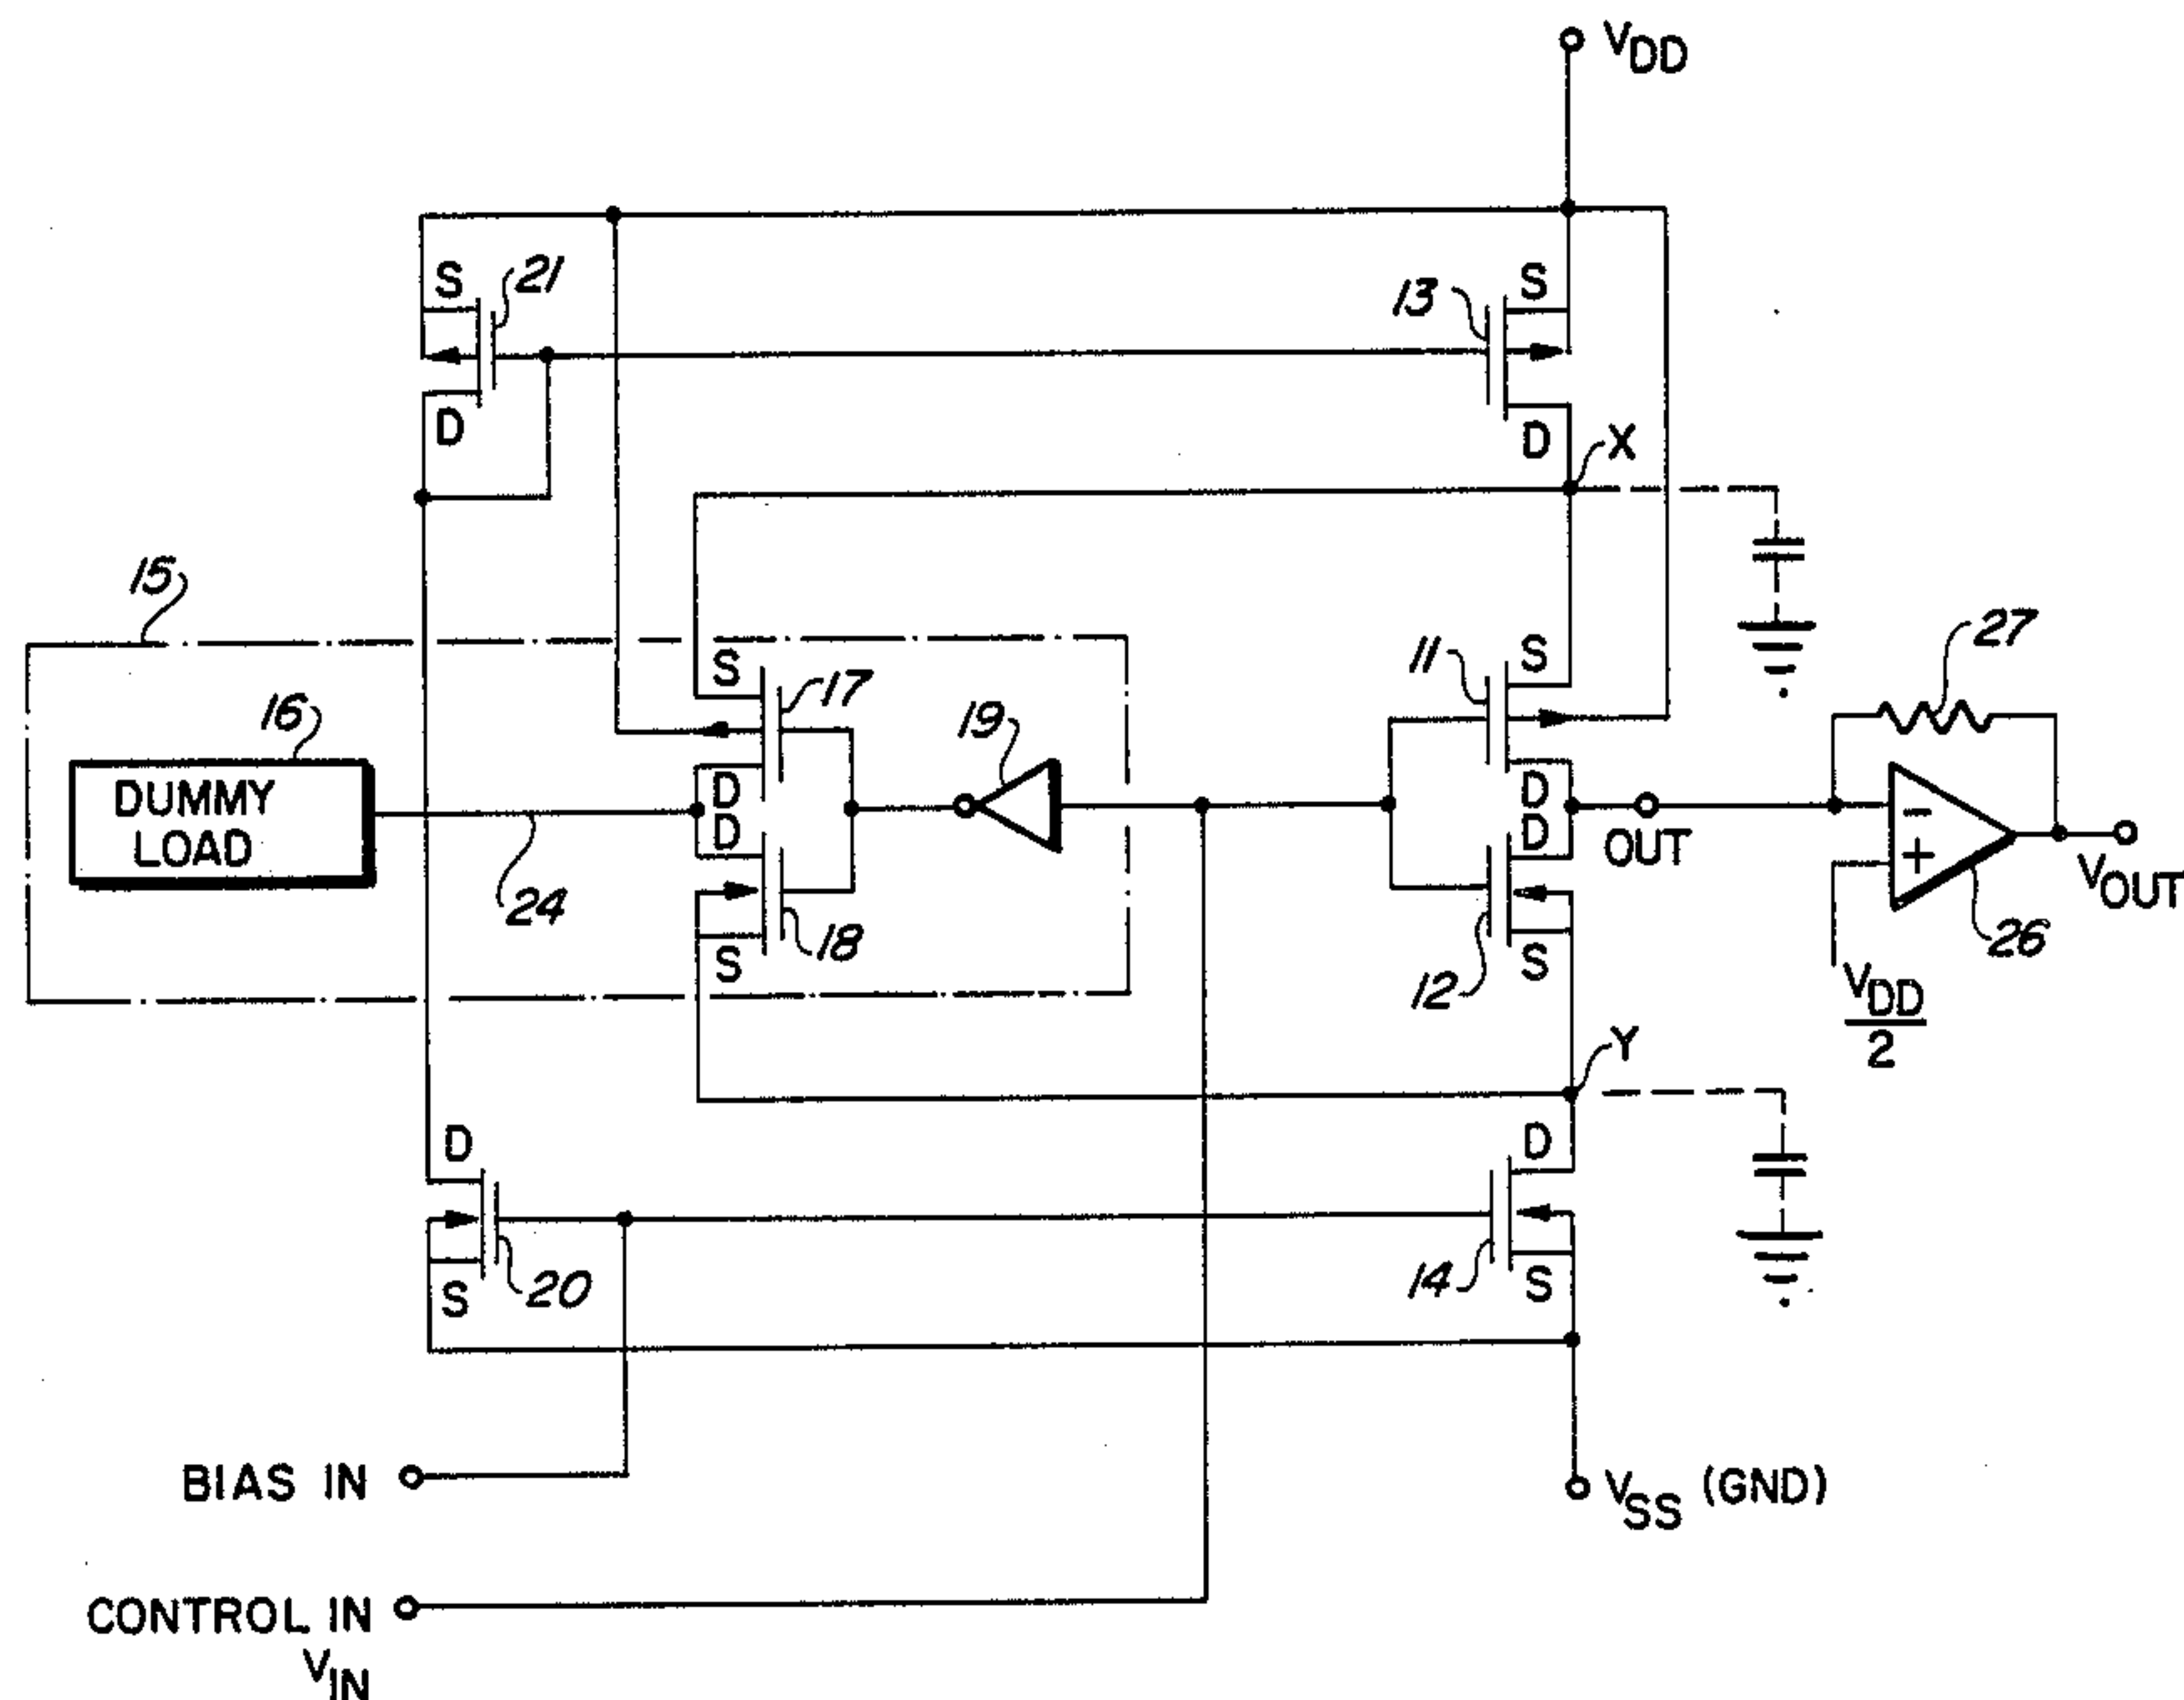 VDD
S
21
13
S
D
D
X
15
S
17
11
S
27
16
19
DUMMY
LOAD
D
D
D
D
OUT
−
+
VOUT
24
S
18
12
S
26
VDD
2
Y
D
D
S
20
14
S
BIAS IN
VSS (GND)
CONTROL IN
VIN